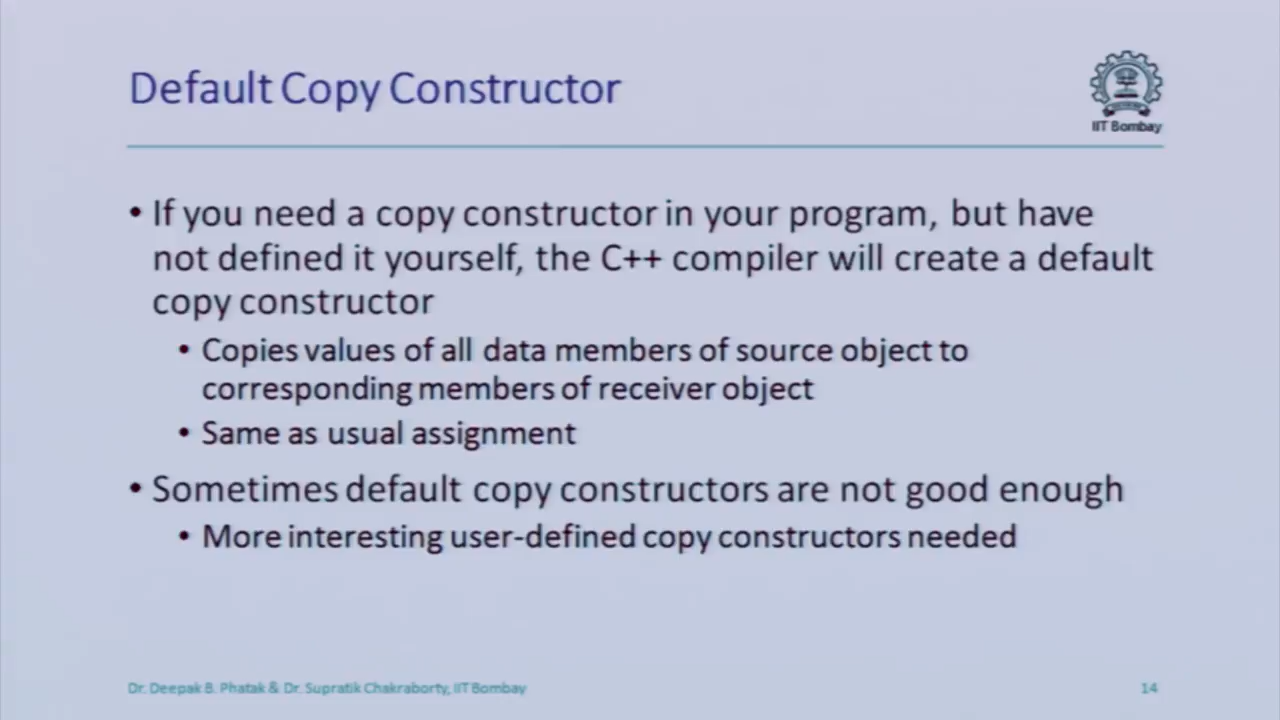 Default Copy Constructor
IIT Bombay
• If you need a copy constructor in your program, but have
not defined it yourself, the C++ compiler will create a default
copy constructor
• Copies values of all data members of source object to
corresponding members of receiver object
• Same as usual assignment
• Sometimes default copy constructors are not good enough
• More interesting user-defined copy constructors needed
Dr. Deepak B. Phatak & Dr. Supratik Chakraborty, IIT Bombay
14